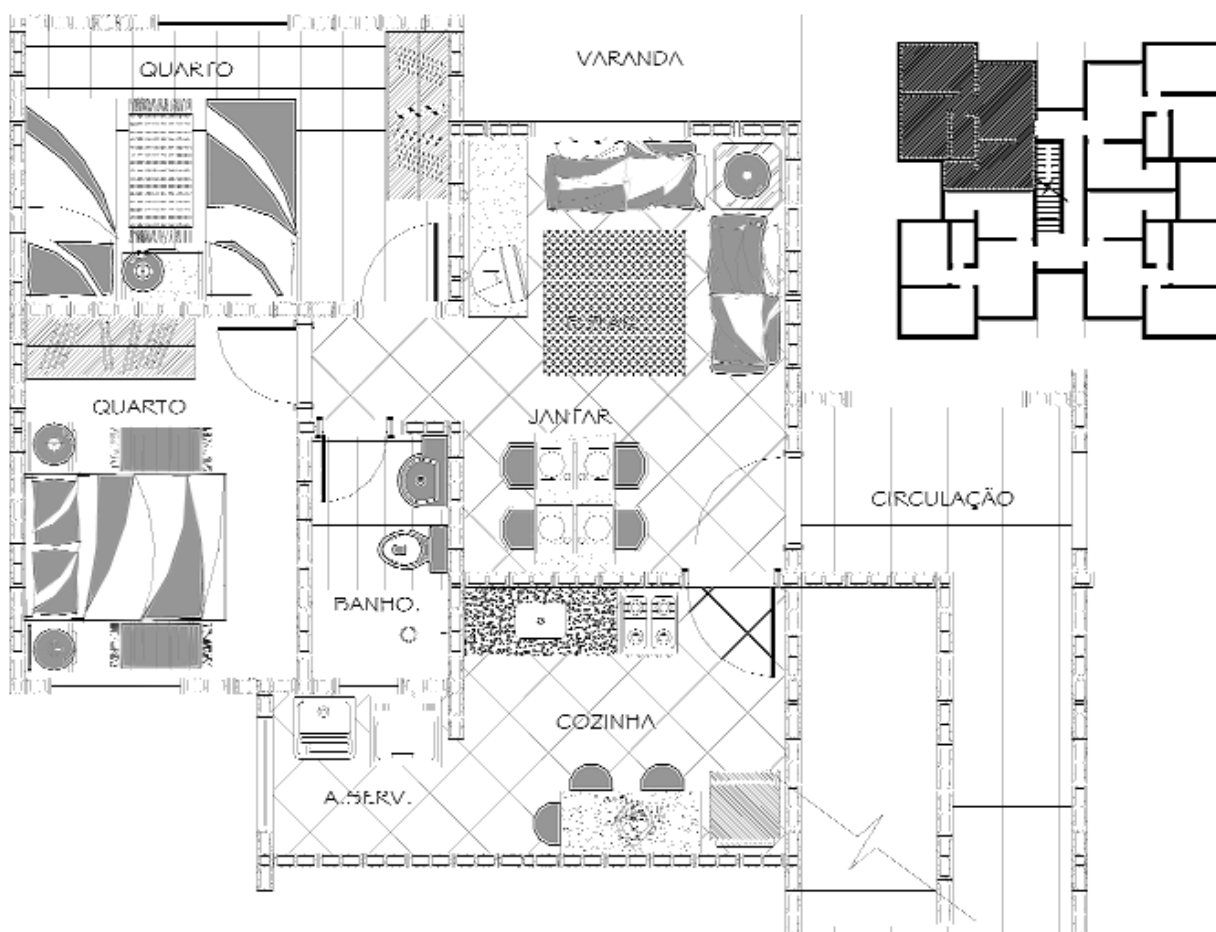 QUARTO
VARANDA
JANTAR
QUARTO
CIRCULAÇÃO
BANHO.
COZINHA
A.SERV.